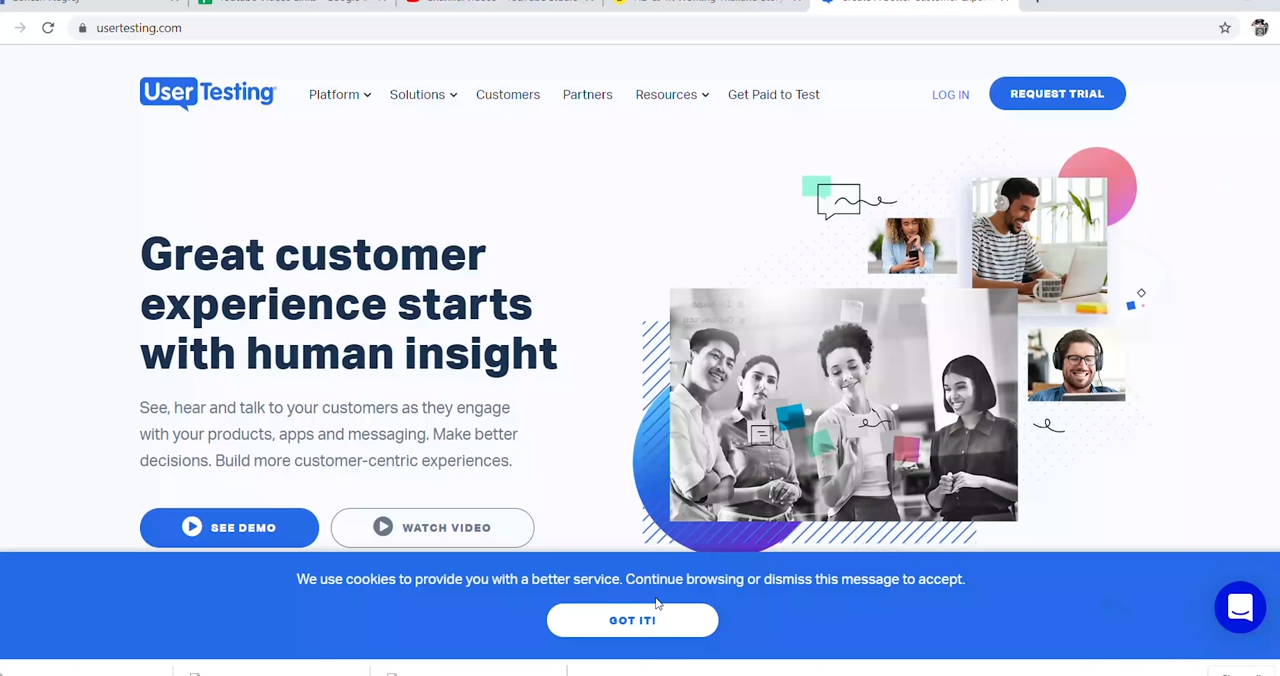 usertesting.com
UserTesting
Platform
Solutions
Customers
Partners
Resources
Get Paid to Test
LOG IN
REQUEST TRIAL
Great customer
experience starts
with human insight
See, hear and talk to your customers as they engage
with your products, apps and messaging. Make better
decisions. Build more customer-centric experiences.
SEE DEMO
WATCH VIDEO
We use cookies to provide you with a better service. Continue browsing or dismiss this message to accept.
GOT IT!